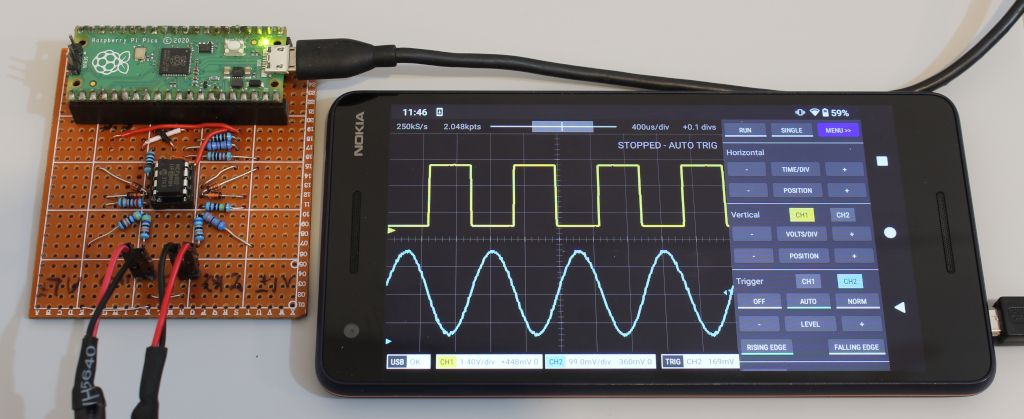 Raspberry Pi Pico © 2020
NOKIA
11:46
59%
250kS/s 2.048kpts 400us/div +0.1 divs
STOPPED - AUTO TRIG
RUN SINGLE MENU >>
Horizontal
- TIME/DIV +
- POSITION +
Vertical CH1 CH2
- VOLTS/DIV +
- POSITION +
Trigger CH1 CH2
OFF AUTO NORM
- LEVEL +
RISING EDGE FALLING EDGE
USB OK CH1 1.40V/div +448mV 0 CH2 99.0mV/div 360mV 0 TRIG CH2 169mV